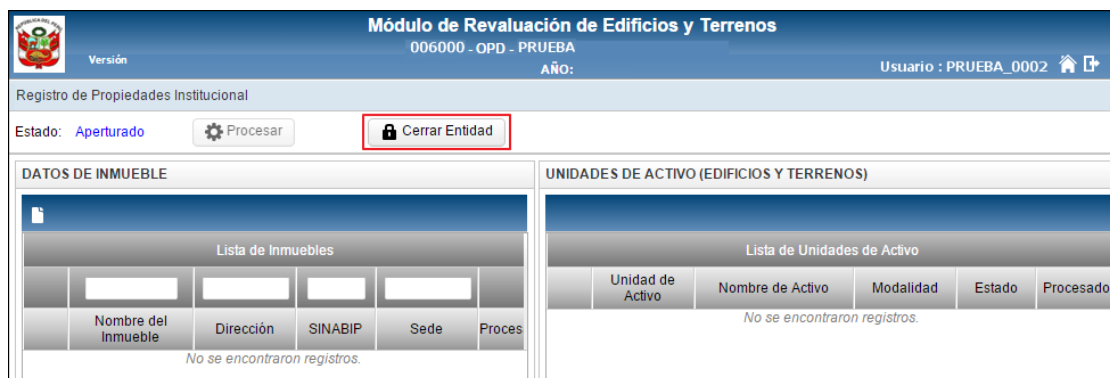 Módulo de Revaluación de Edificios y Terrenos
006000 - OPD - PRUEBA
Versión
AÑO:
Usuario : PRUEBA_0002
Registro de Propiedades Institucional
Estado: Aperturado Procesar Cerrar Entidad
DATOS DE INMUEBLE
Lista de Inmuebles
Nombre del Inmueble Dirección SINABIP Sede Proces
No se encontraron registros.
UNIDADES DE ACTIVO (EDIFICIOS Y TERRENOS)
Lista de Unidades de Activo
Unidad de Activo Nombre de Activo Modalidad Estado Procesado
No se encontraron registros.